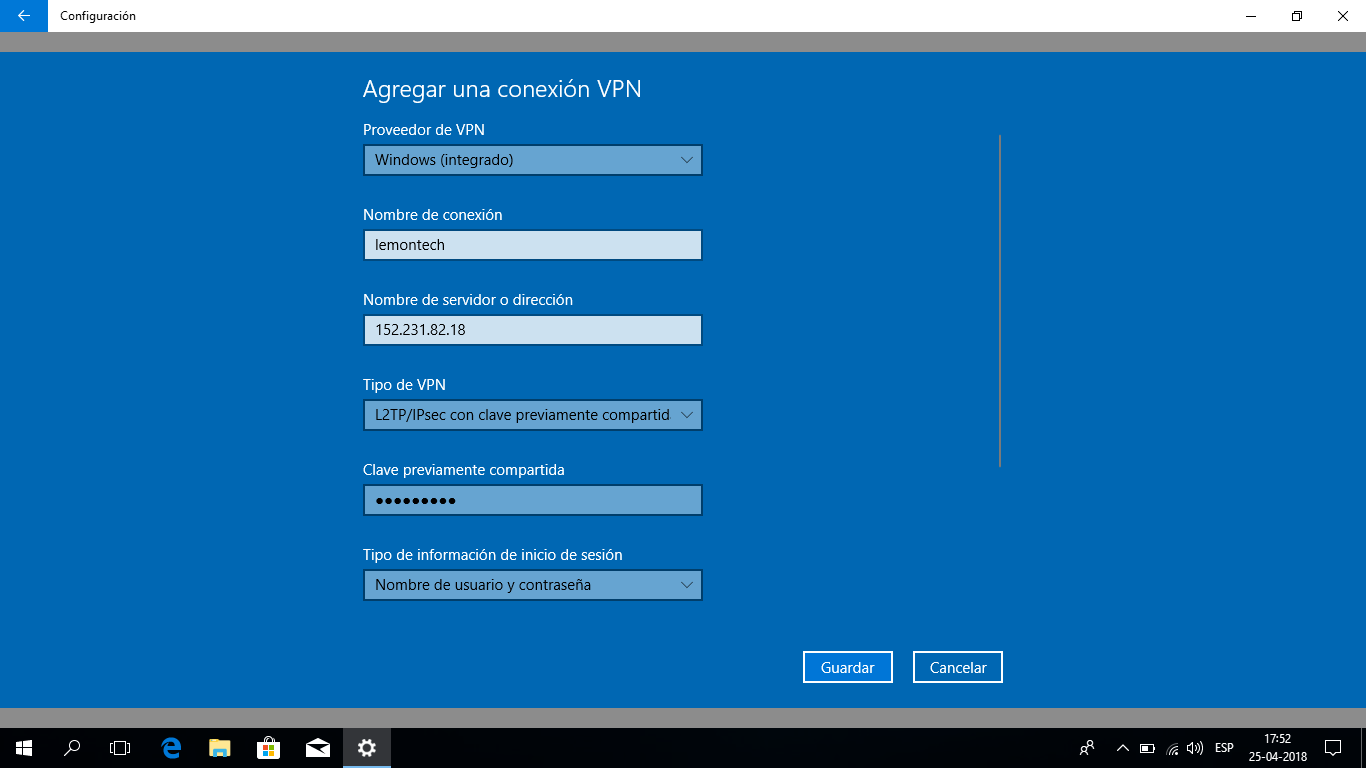 Configuración
Agregar una conexión VPN
Proveedor de VPN
Windows (integrado)
Nombre de conexión
lemontech
Nombre de servidor o dirección
152.231.82.18
Tipo de VPN
L2TP/IPsec con clave previamente compartid
Clave previamente compartida
●●●●●●●●●
Tipo de información de inicio de sesión
Nombre de usuario y contraseña
Guardar
Cancelar
ESP
17:52
25-04-2018